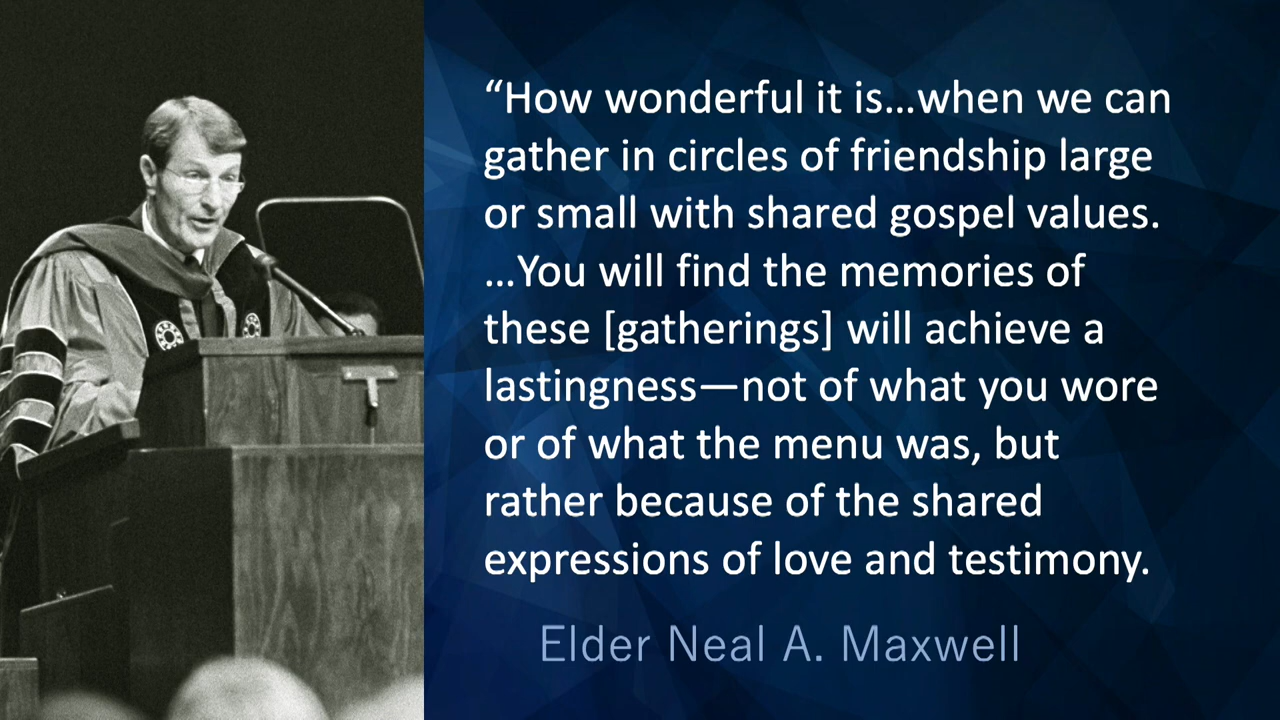 “How wonderful it is...when we can
gather in circles of friendship large
or small with shared gospel values.
...You will find the memories of
these [gatherings] will achieve a
lastingness—not of what you wore
or of what the menu was, but
rather because of the shared
expressions of love and testimony.
Elder Neal A. Maxwell